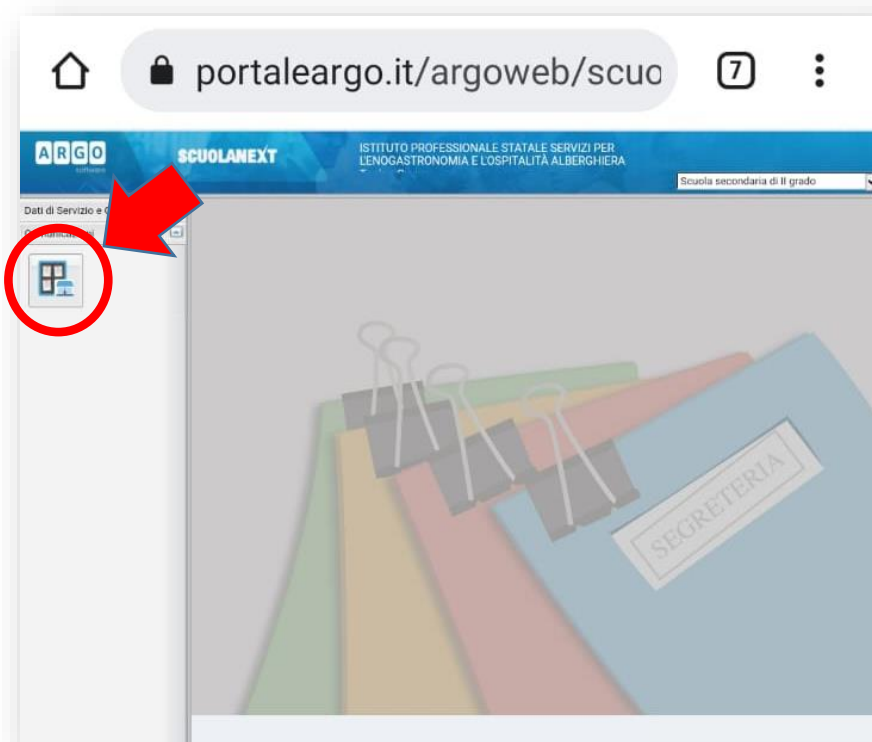 portaleargo.it/argoweb/scuo
7
ARGO
software
SCUOLANEXT
ISTITUTO PROFESSIONALE STATALE SERVIZI PER
L'ENOGASTRONOMIA E L'OSPITALITÀ ALBERGHIERA
Scuola secondaria di II grado
Dati di Servizio e
SEGRETERIA